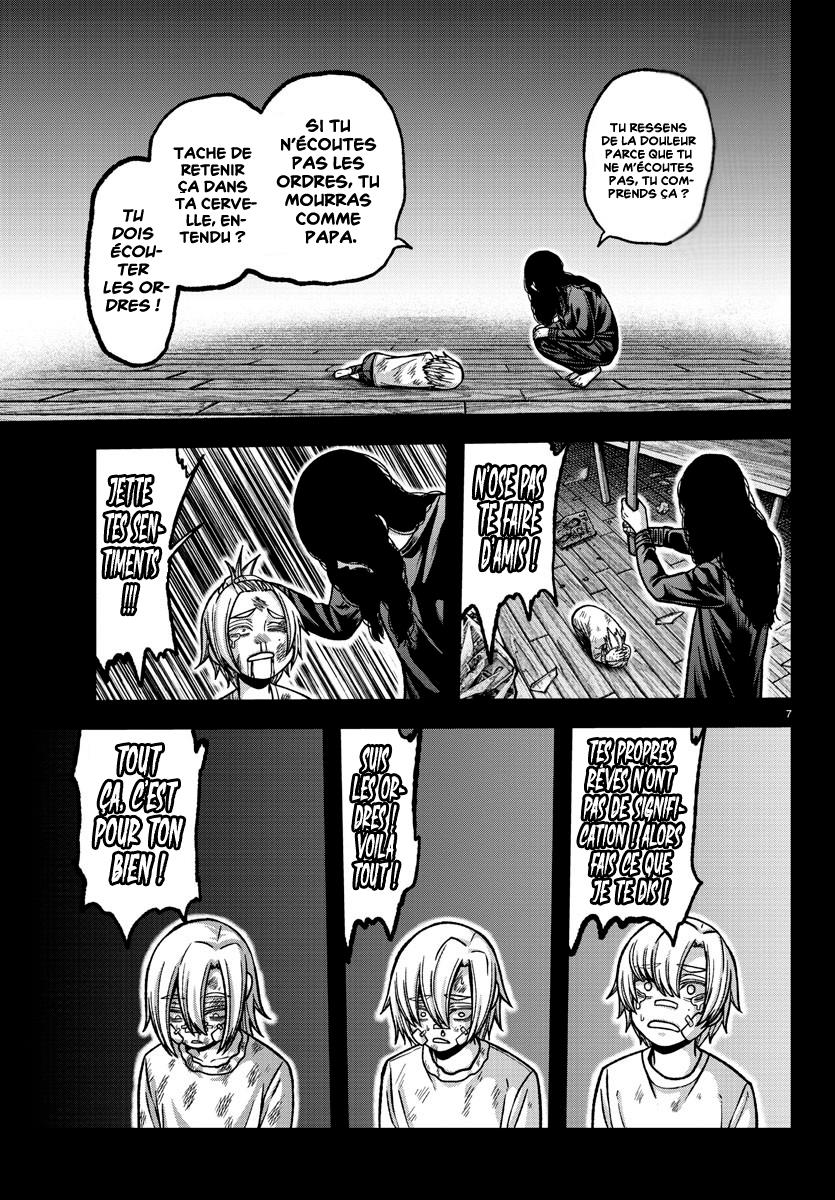 TU RESSENS
DE LA DOULEUR
PARCE QUE TU
NE M'ÉCOUTES
PAS, TU COM-
PRENDS ÇA ?
SI TU
N'ÉCOUTES
PAS LES
ORDRES, TU
MOURRAS
COMME
PAPA.
TACHE DE
RETENIR
ÇA DANS
TA CERVE-
LLE, EN-
TENDU ?
TU
DOIS
ÉCOU-
TER
LES OR-
DRES !
N'OSE PAS
TE FAIRE
D'AMIS !
JETTE
TES SEN-
TIMENTS
!!!
7
TES PROPRES
RÊVES N'ONT
PAS DE SIGNIFI-
CATION ! ALORS
FAIS CE QUE
JE TE DIS !
SUIS
LES OR-
DRES !!
VOILÀ
TOUT !
TOUT
ÇA, C'EST
POUR TON
BIEN !